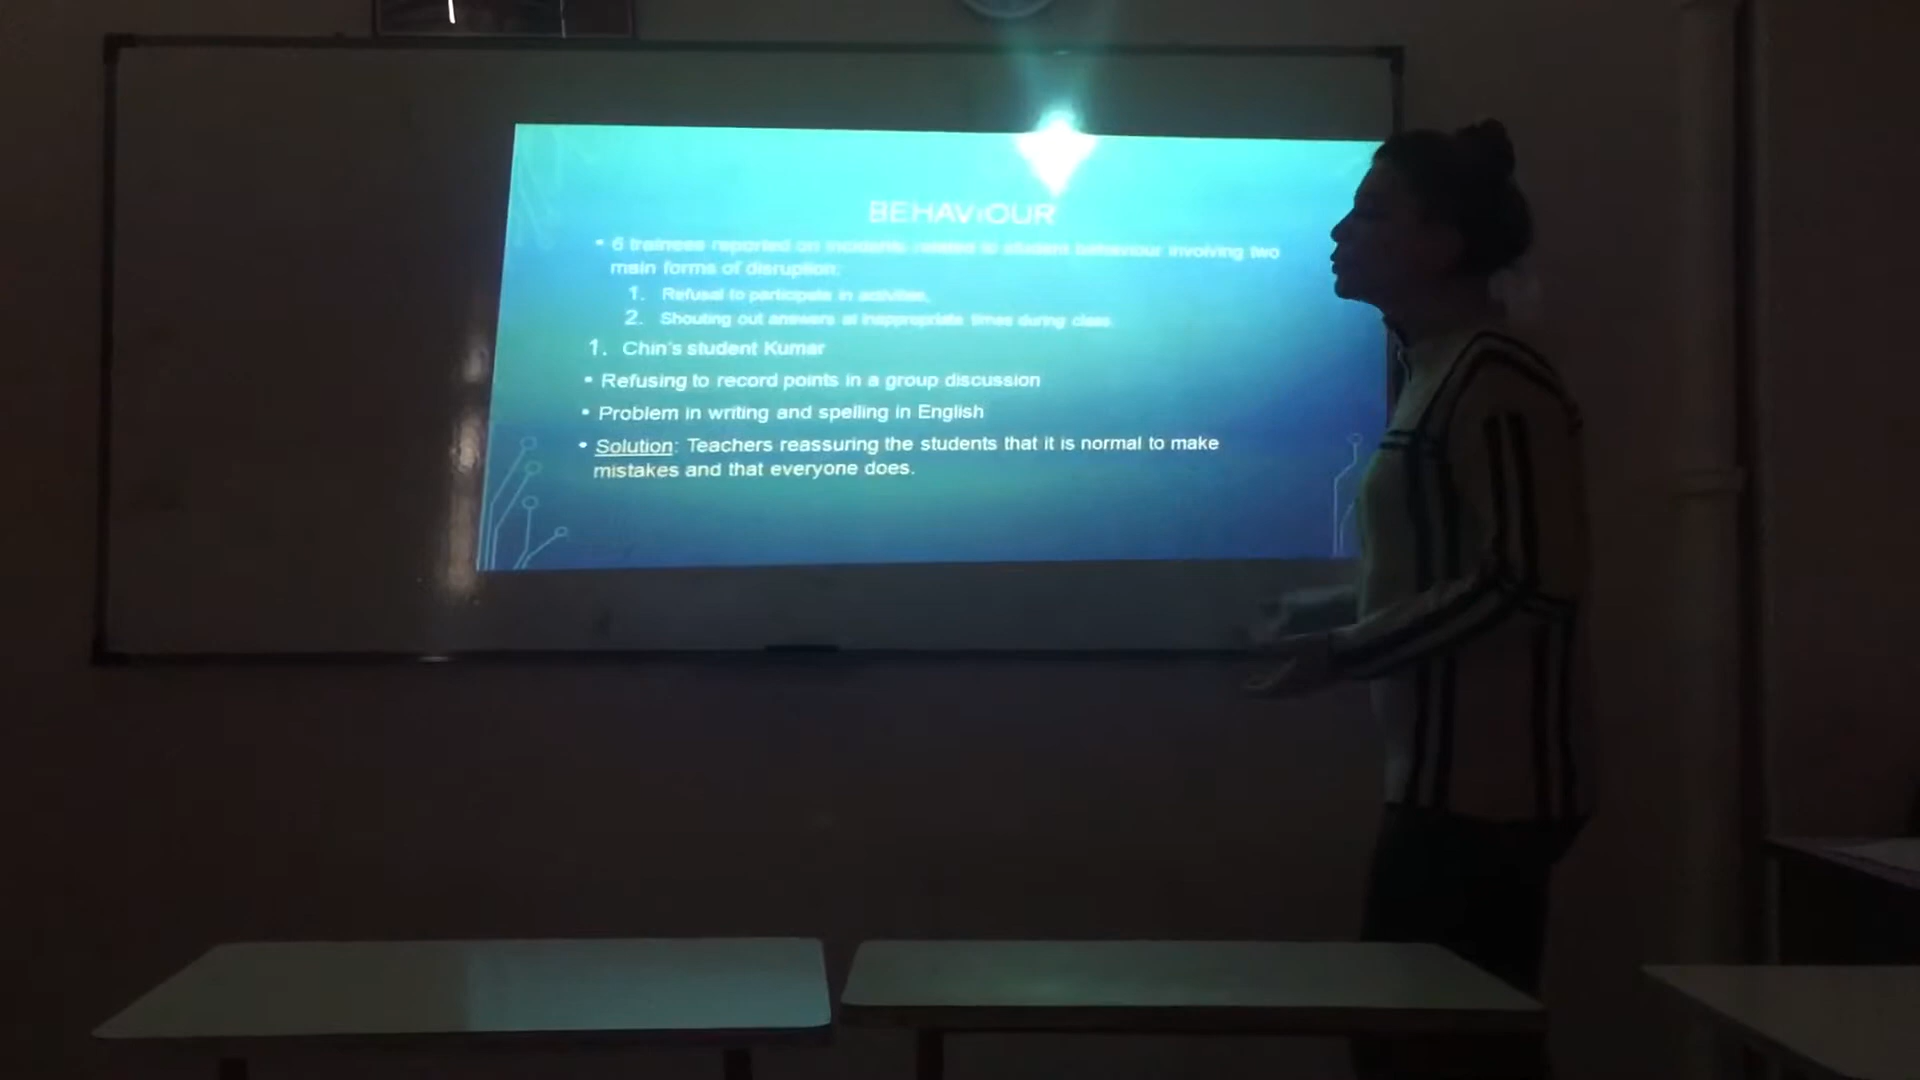 BEHAVıOUR
• 6 trainees reported on incidents related to student behaviour involving two
main forms of disruption:
1. Refusal to participate in activities,
2. Shouting out answers at inappropriate times during class
1. Chin's student Kumar
• Refusing to record points in a group discussion
• Problem in writing and spelling in English
• Solution: Teachers reassuring the students that it is normal to make
mistakes and that everyone does.